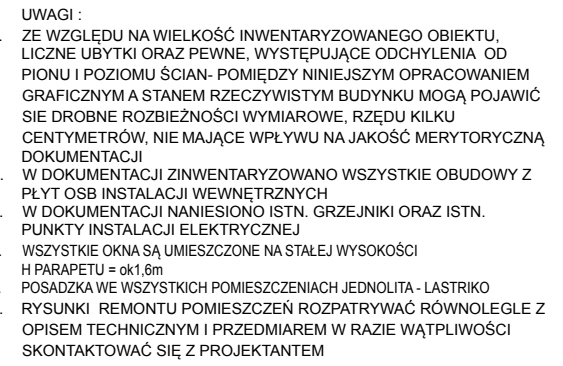 UWAGI :
. ZE WZGLĘDU NA WIELKOŚĆ INWENTARYZOWANEGO OBIEKTU,
LICZNE UBYTKI ORAZ PEWNE, WYSTĘPUJĄCE ODCHYLENIA OD
PIONU I POZIOMU ŚCIAN- POMIĘDZY NINIEJSZYM OPRACOWANIEM
GRAFICZNYM A STANEM RZECZYWISTYM BUDYNKU MOGĄ POJAWIĆ
SIE DROBNE ROZBIEŻNOŚCI WYMIAROWE, RZĘDU KILKU
CENTYMETRÓW, NIE MAJĄCE WPŁYWU NA JAKOŚĆ MERYTORYCZNĄ
DOKUMENTACJI
. W DOKUMENTACJI ZINWENTARYZOWANO WSZYSTKIE OBUDOWY Z
PŁYT OSB INSTALACJI WEWNĘTRZNYCH
. W DOKUMENTACJI NANIESIONO ISTN. GRZEJNIKI ORAZ ISTN.
PUNKTY INSTALACJI ELEKTRYCZNEJ
. WSZYSTKIE OKNA SĄ UMIESZCZONE NA STAŁEJ WYSOKOŚCI
H PARAPETU = ok1,6m
. POSADZKA WE WSZYSTKICH POMIESZCZENIACH JEDNOLITA - LASTRIKO
. RYSUNKI REMONTU POMIESZCZEŃ ROZPATRYWAĆ RÓWNOLEGLE Z
OPISEM TECHNICZNYM I PRZEDMIAREM W RAZIE WĄTPLIWOŚCI
SKONTAKTOWAĆ SIĘ Z PROJEKTANTEM